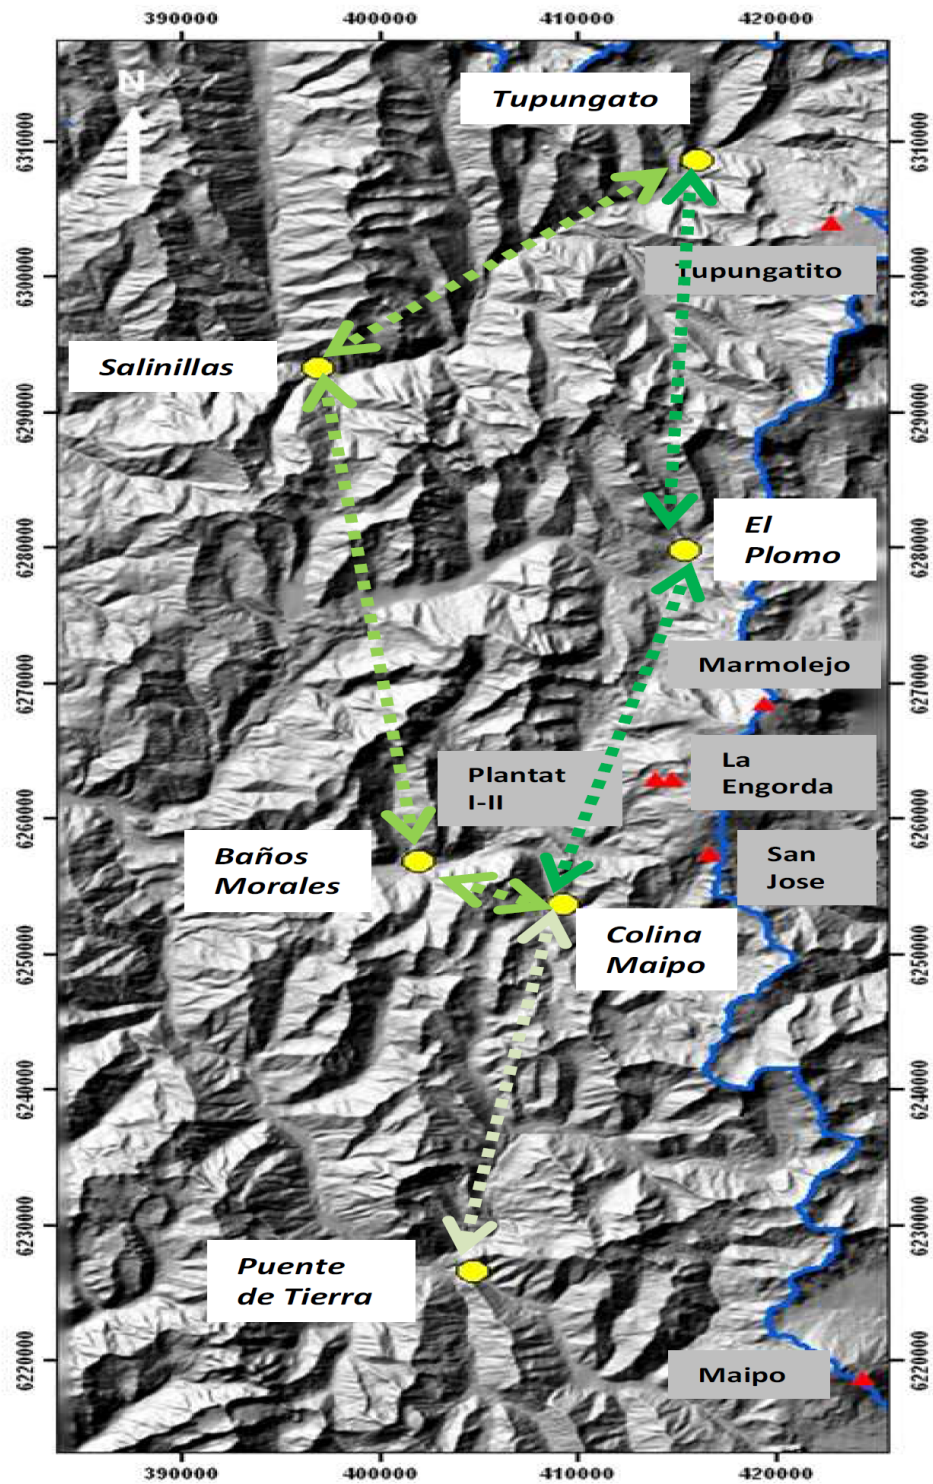 390000 400000 410000 420000
N
Tupungato
6310000 6310000
Tupungatito
6300000 6300000
Salinillas
6290000 6290000
El
Plomo
6280000 6280000
Marmolejo
6270000 6270000
La
Engorda
Plantat
I-II
6260000 6260000
Baños
Morales
San
Jose
Colina
Maipo
6250000 6250000
6240000 6240000
6230000 6230000
Puente
de Tierra
6220000 6220000
Maipo
390000 400000 410000 420000